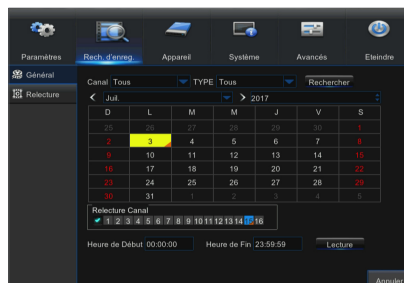 Paramètres Rech. d'enreg. Appareil Système Avancés Eteindre
Général
Relecture
Canal Tous TYPE Tous Rechercher
Juil. 2017
D L M M J V S
25 26 27 28 29 30 1
2 3 4 5 6 7 8
9 10 11 12 13 14 15
16 17 18 19 20 21 22
23 24 25 26 27 28 29
30 31 1 2 3 4 5
Relecture Canal
1 2 3 4 5 6 7 8 9 10 11 12 13 14 15 16
Heure de Début 00:00:00 Heure de Fin 23:59:59 Lecture
Annuler